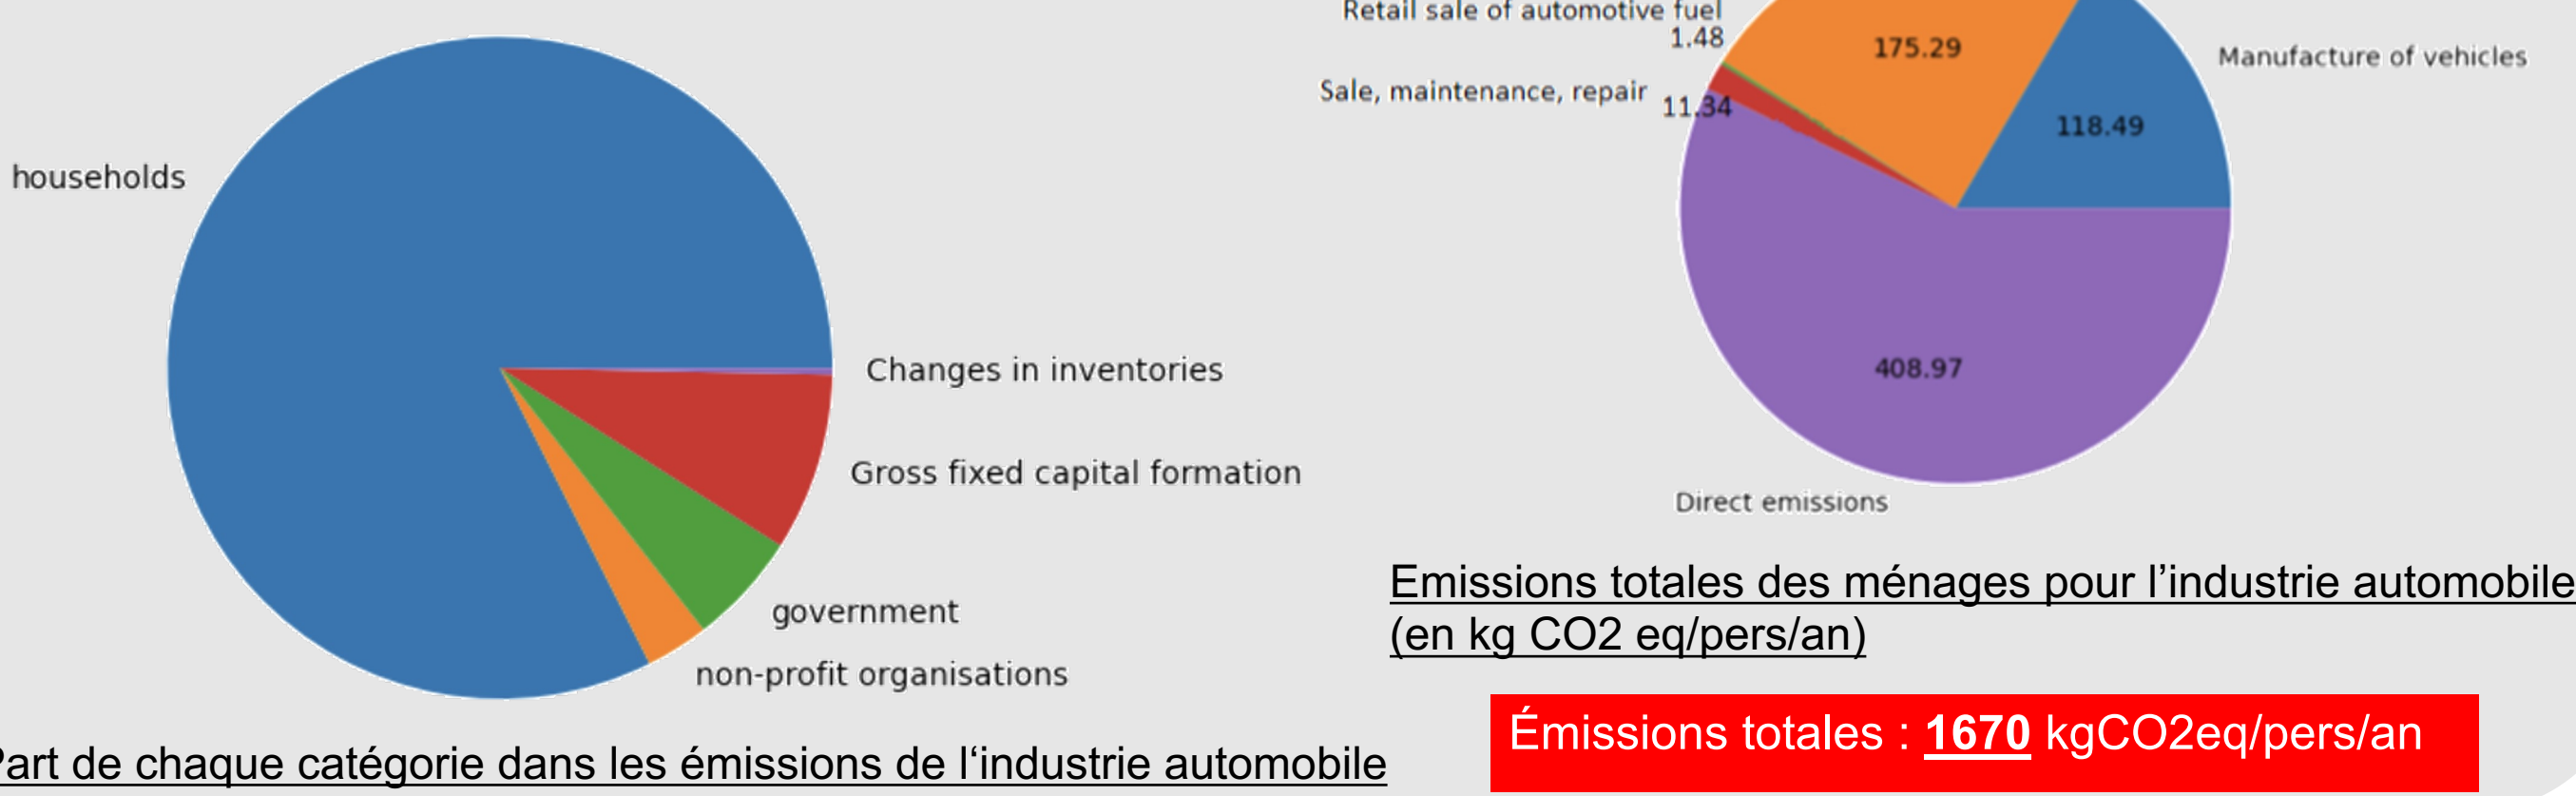 households
Changes in inventories
Gross fixed capital formation
government
non-profit organisations
Part de chaque catégorie dans les émissions de l‘industrie automobile
Retail sale of automotive fuel
1.48
175.29
Manufacture of vehicles
Sale, maintenance, repair
11.34
118.49
408.97
Direct emissions
Emissions totales des ménages pour l’industrie automobile
(en kg CO2 eq/pers/an)
Émissions totales : 1670 kgCO2eq/pers/an